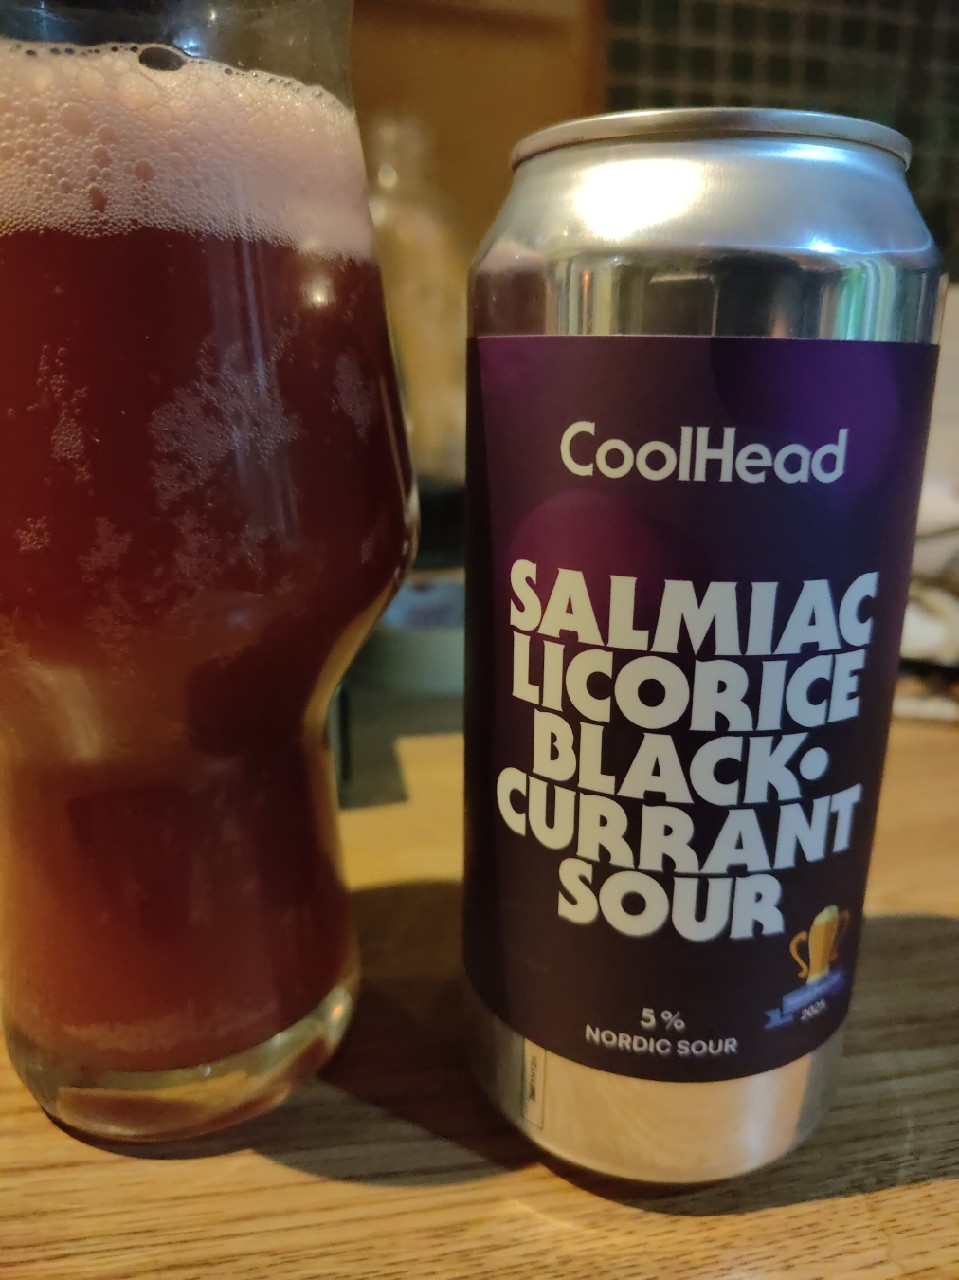 CoolHead
SALMIAC
LICORICE
BLACK•
CURRANT
SOUR
5%
NORDIC SOUR